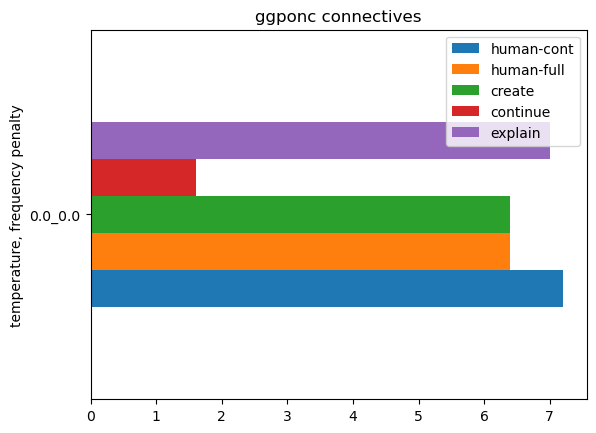 ggponc connectives
human-cont
human-full
create
continue
explain
temperature, frequency penalty
0.0_0.0
0 1 2 3 4 5 6 7